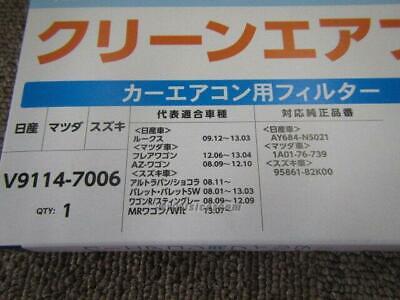 クリーンエアフ
カーエアコン用フィルター
日産 マツダ スズキ
代表適合車種
対応純正品番
<日産車>
ルークス 09.12～13.03
<マツダ車>
フレアワゴン 12.06～13.04
AZ-ワゴン 08.09～12.10
<スズキ車>
アルトラパン/ショコラ 08.11～
パレット・パレットSW 08.01～13.03
ワゴンR/スティングレー 08.09～12.09
MRワゴン/Wit 13.07～
<日産車>
AY684-NS021
<マツダ車>
1A01-76-739
<スズキ車>
95861-82K00
V9114-7006
QTY: 1